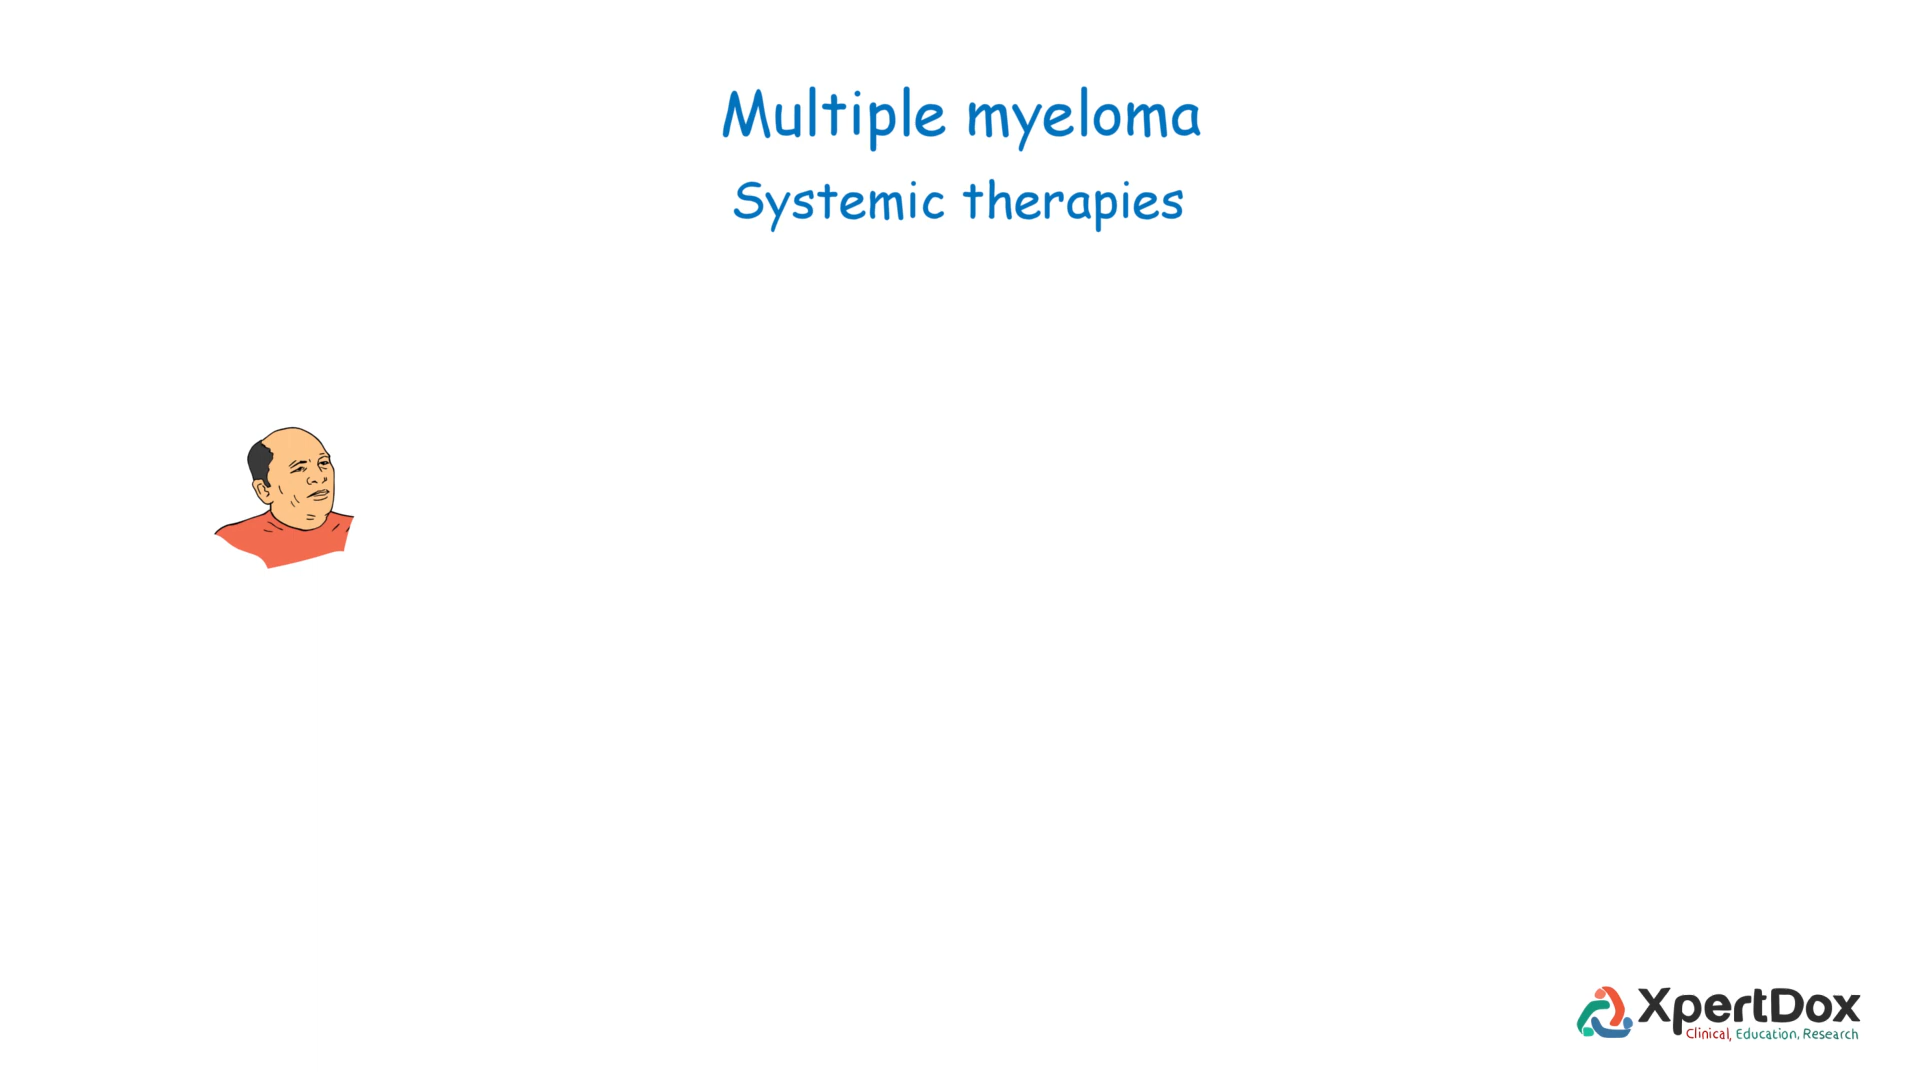 Multiple myeloma
Systemic therapies
XpertDox
Clinical, Education, Research